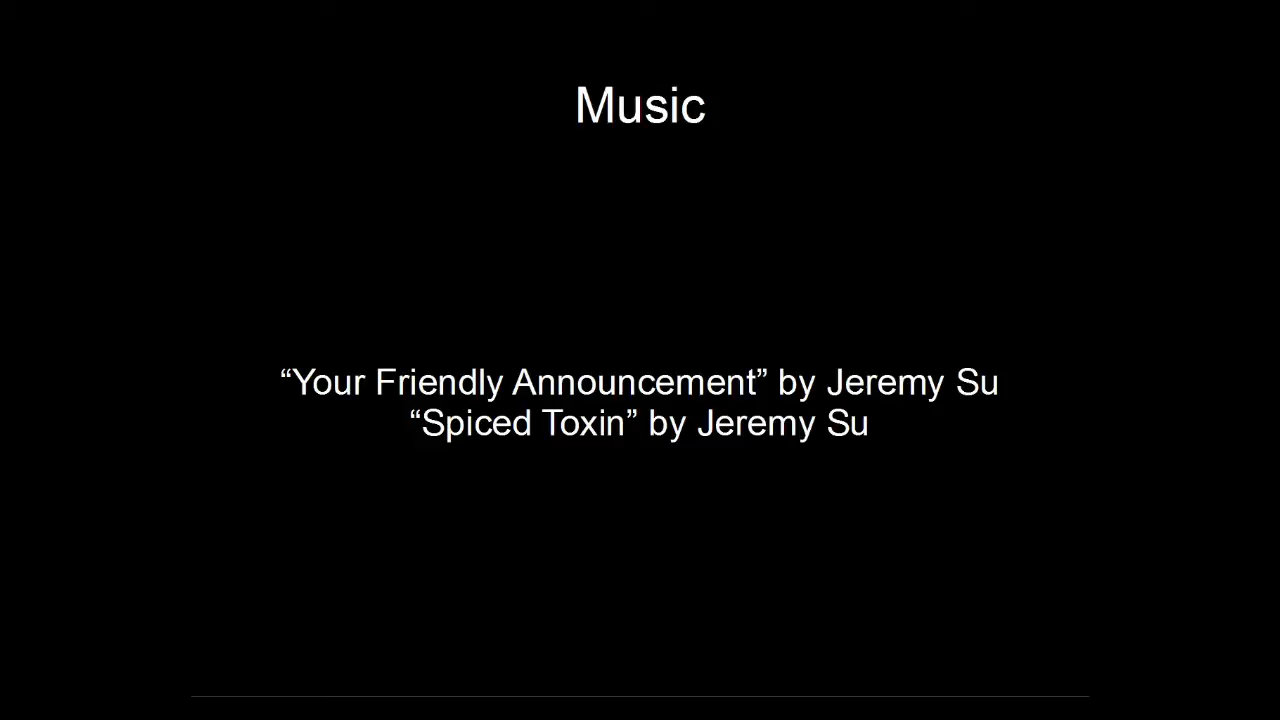 Music
“Your Friendly Announcement” by Jeremy Su
“Spiced Toxin” by Jeremy Su